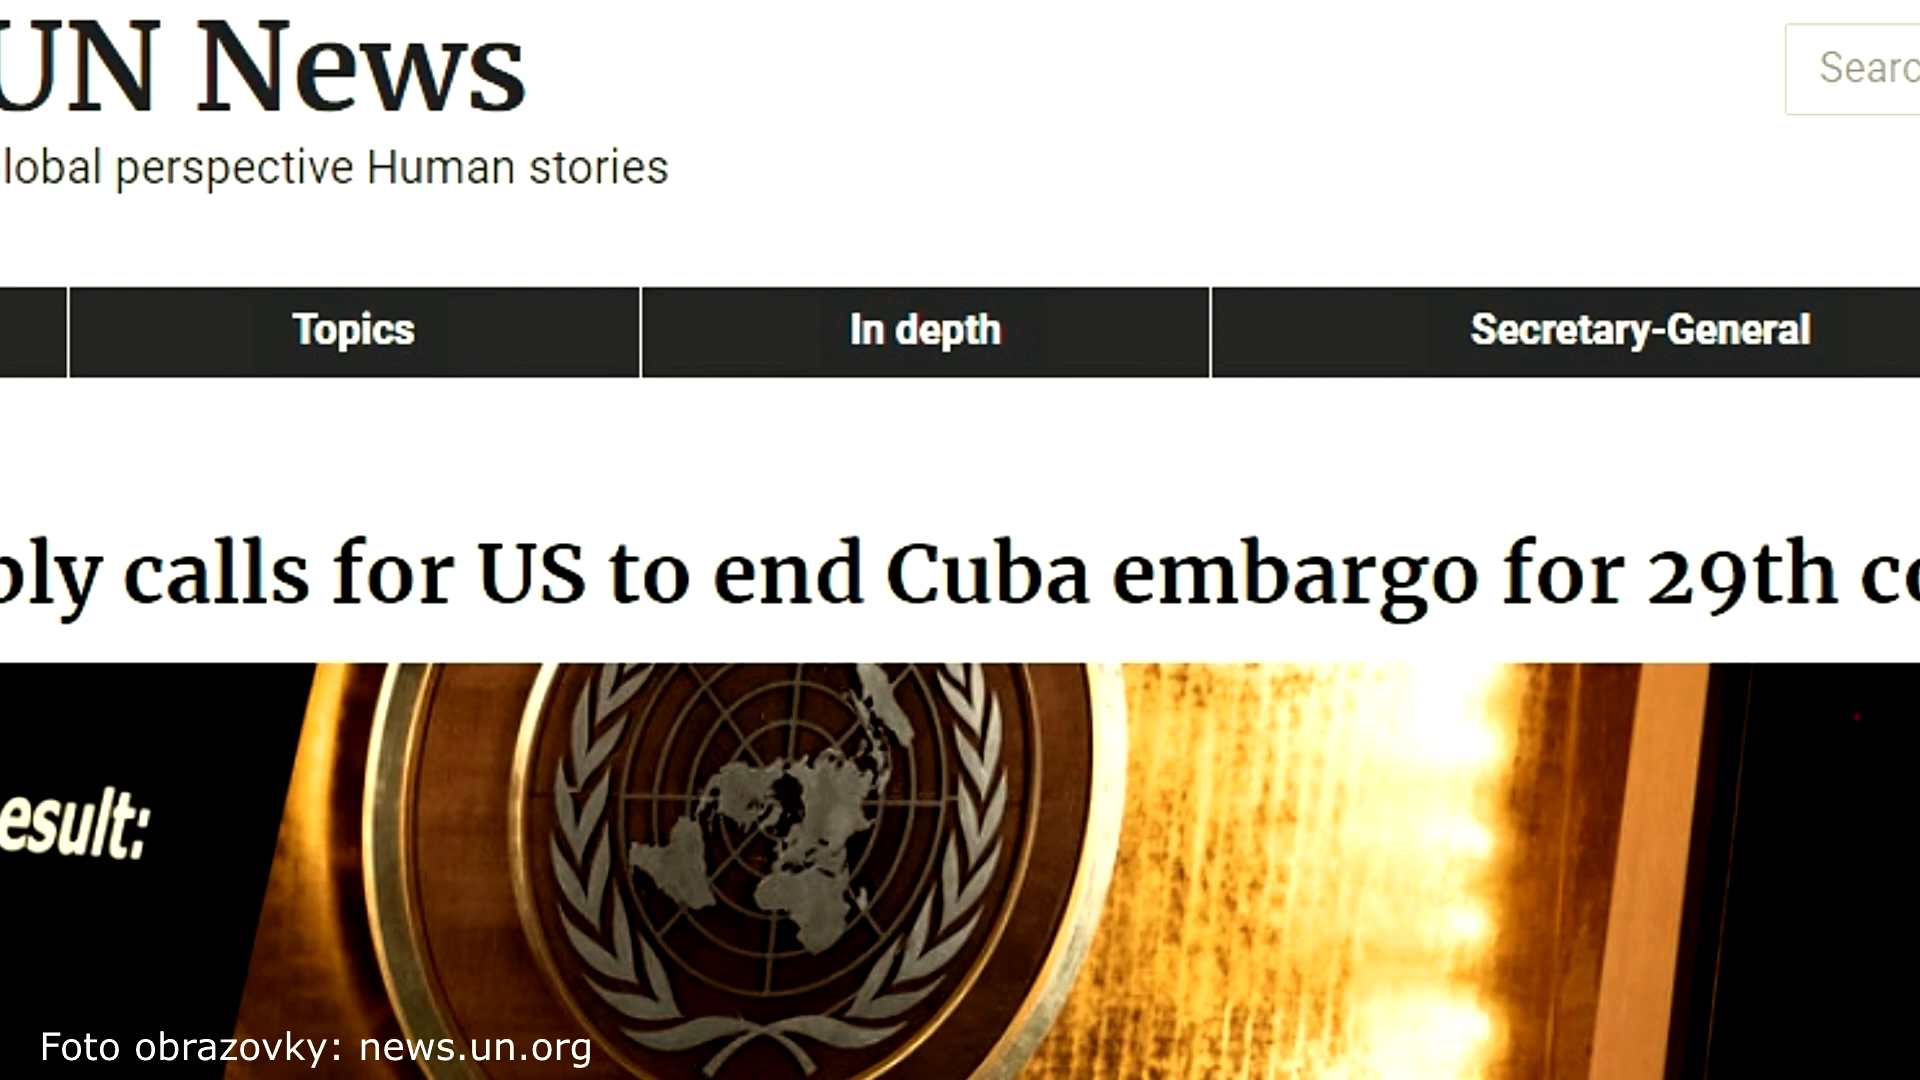 UN News
Searc
lobal perspective Human stories
Topics
In depth
Secretary-General
bly calls for US to end Cuba embargo for 29th co
esult:
Foto obrazovky: news.un.org